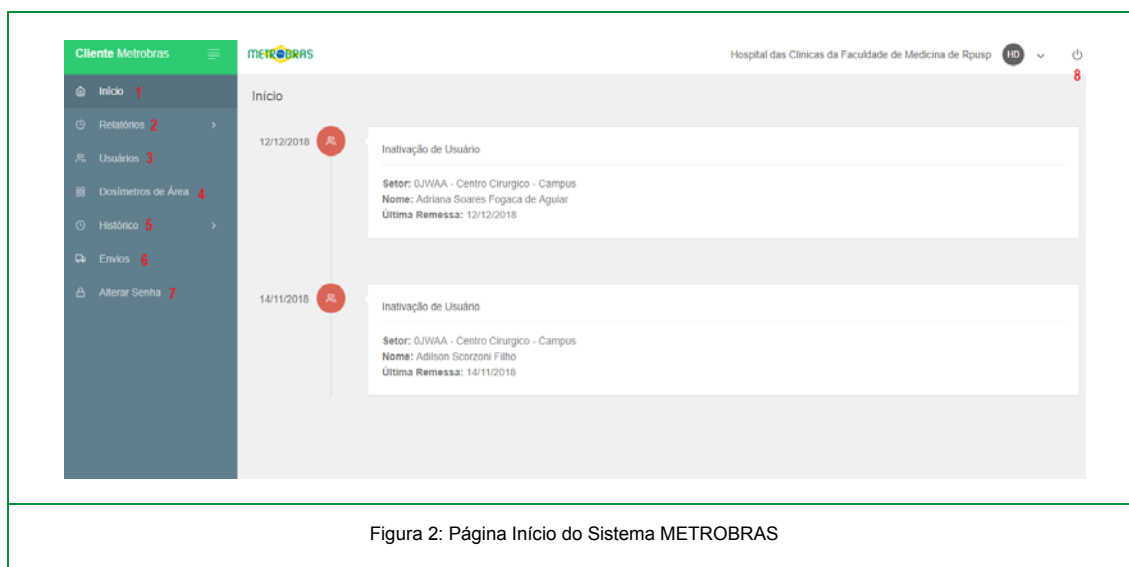 Cliente Metrobras
METROBRAS
Hospital das Clinicas da Faculdade de Medicina de Rpusp HD
8
Início 1
Início
Relatórios 2
Usuários 3
Dosímetros de Área 4
Histórico 5
Envios 6
Alterar Senha 7
12/12/2018
Inativação de Usuário
Setor: 0JWAA - Centro Cirurgico - Campus
Nome: Adriana Soares Fogaca de Aguiar
Última Remessa: 12/12/2018
14/11/2018
Inativação de Usuário
Setor: 0JWAA - Centro Cirurgico - Campus
Nome: Adilson Scorzoni Filho
Última Remessa: 14/11/2018
Figura 2: Página Início do Sistema METROBRAS